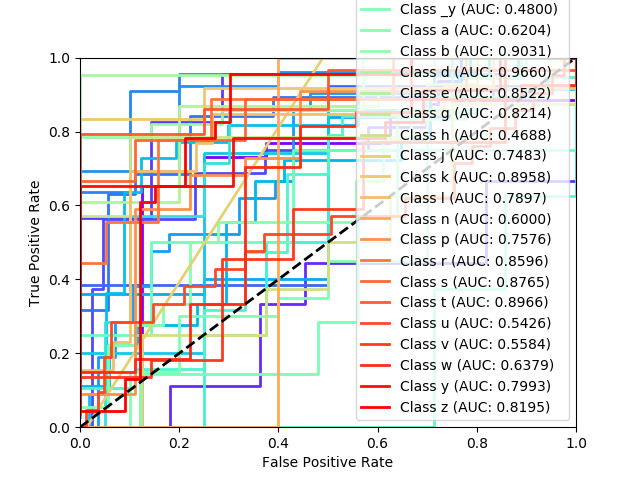 Class _y (AUC: 0.4800)
Class a (AUC: 0.6204)
Class b (AUC: 0.9031)
Class d (AUC: 0.9660)
Class e (AUC: 0.8522)
Class g (AUC: 0.8214)
Class h (AUC: 0.4688)
Class j (AUC: 0.7483)
Class k (AUC: 0.8958)
Class l (AUC: 0.7897)
Class n (AUC: 0.6000)
Class p (AUC: 0.7576)
Class r (AUC: 0.8596)
Class s (AUC: 0.8765)
Class t (AUC: 0.8966)
Class u (AUC: 0.5426)
Class v (AUC: 0.5584)
Class w (AUC: 0.6379)
Class y (AUC: 0.7993)
Class z (AUC: 0.8195)
True Positive Rate
1.0
0.8
0.6
0.4
0.2
0.0
0.0 0.2 0.4 0.6 0.8 1.0
False Positive Rate